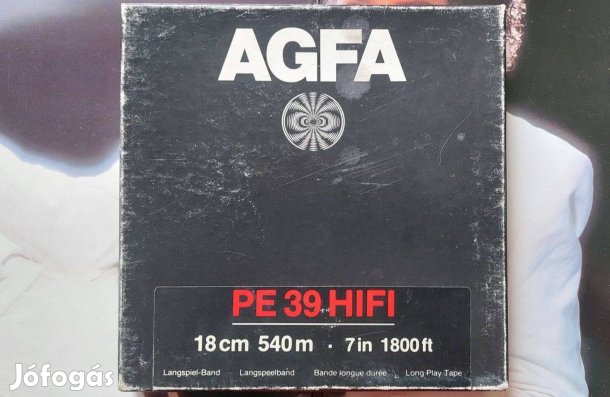 AGFA
PE 39 HIFI
18 cm 540 m · 7 in 1800 ft
Langspiel-Band Langspeelband Bande longue durée Long Play Tape
Jófogás